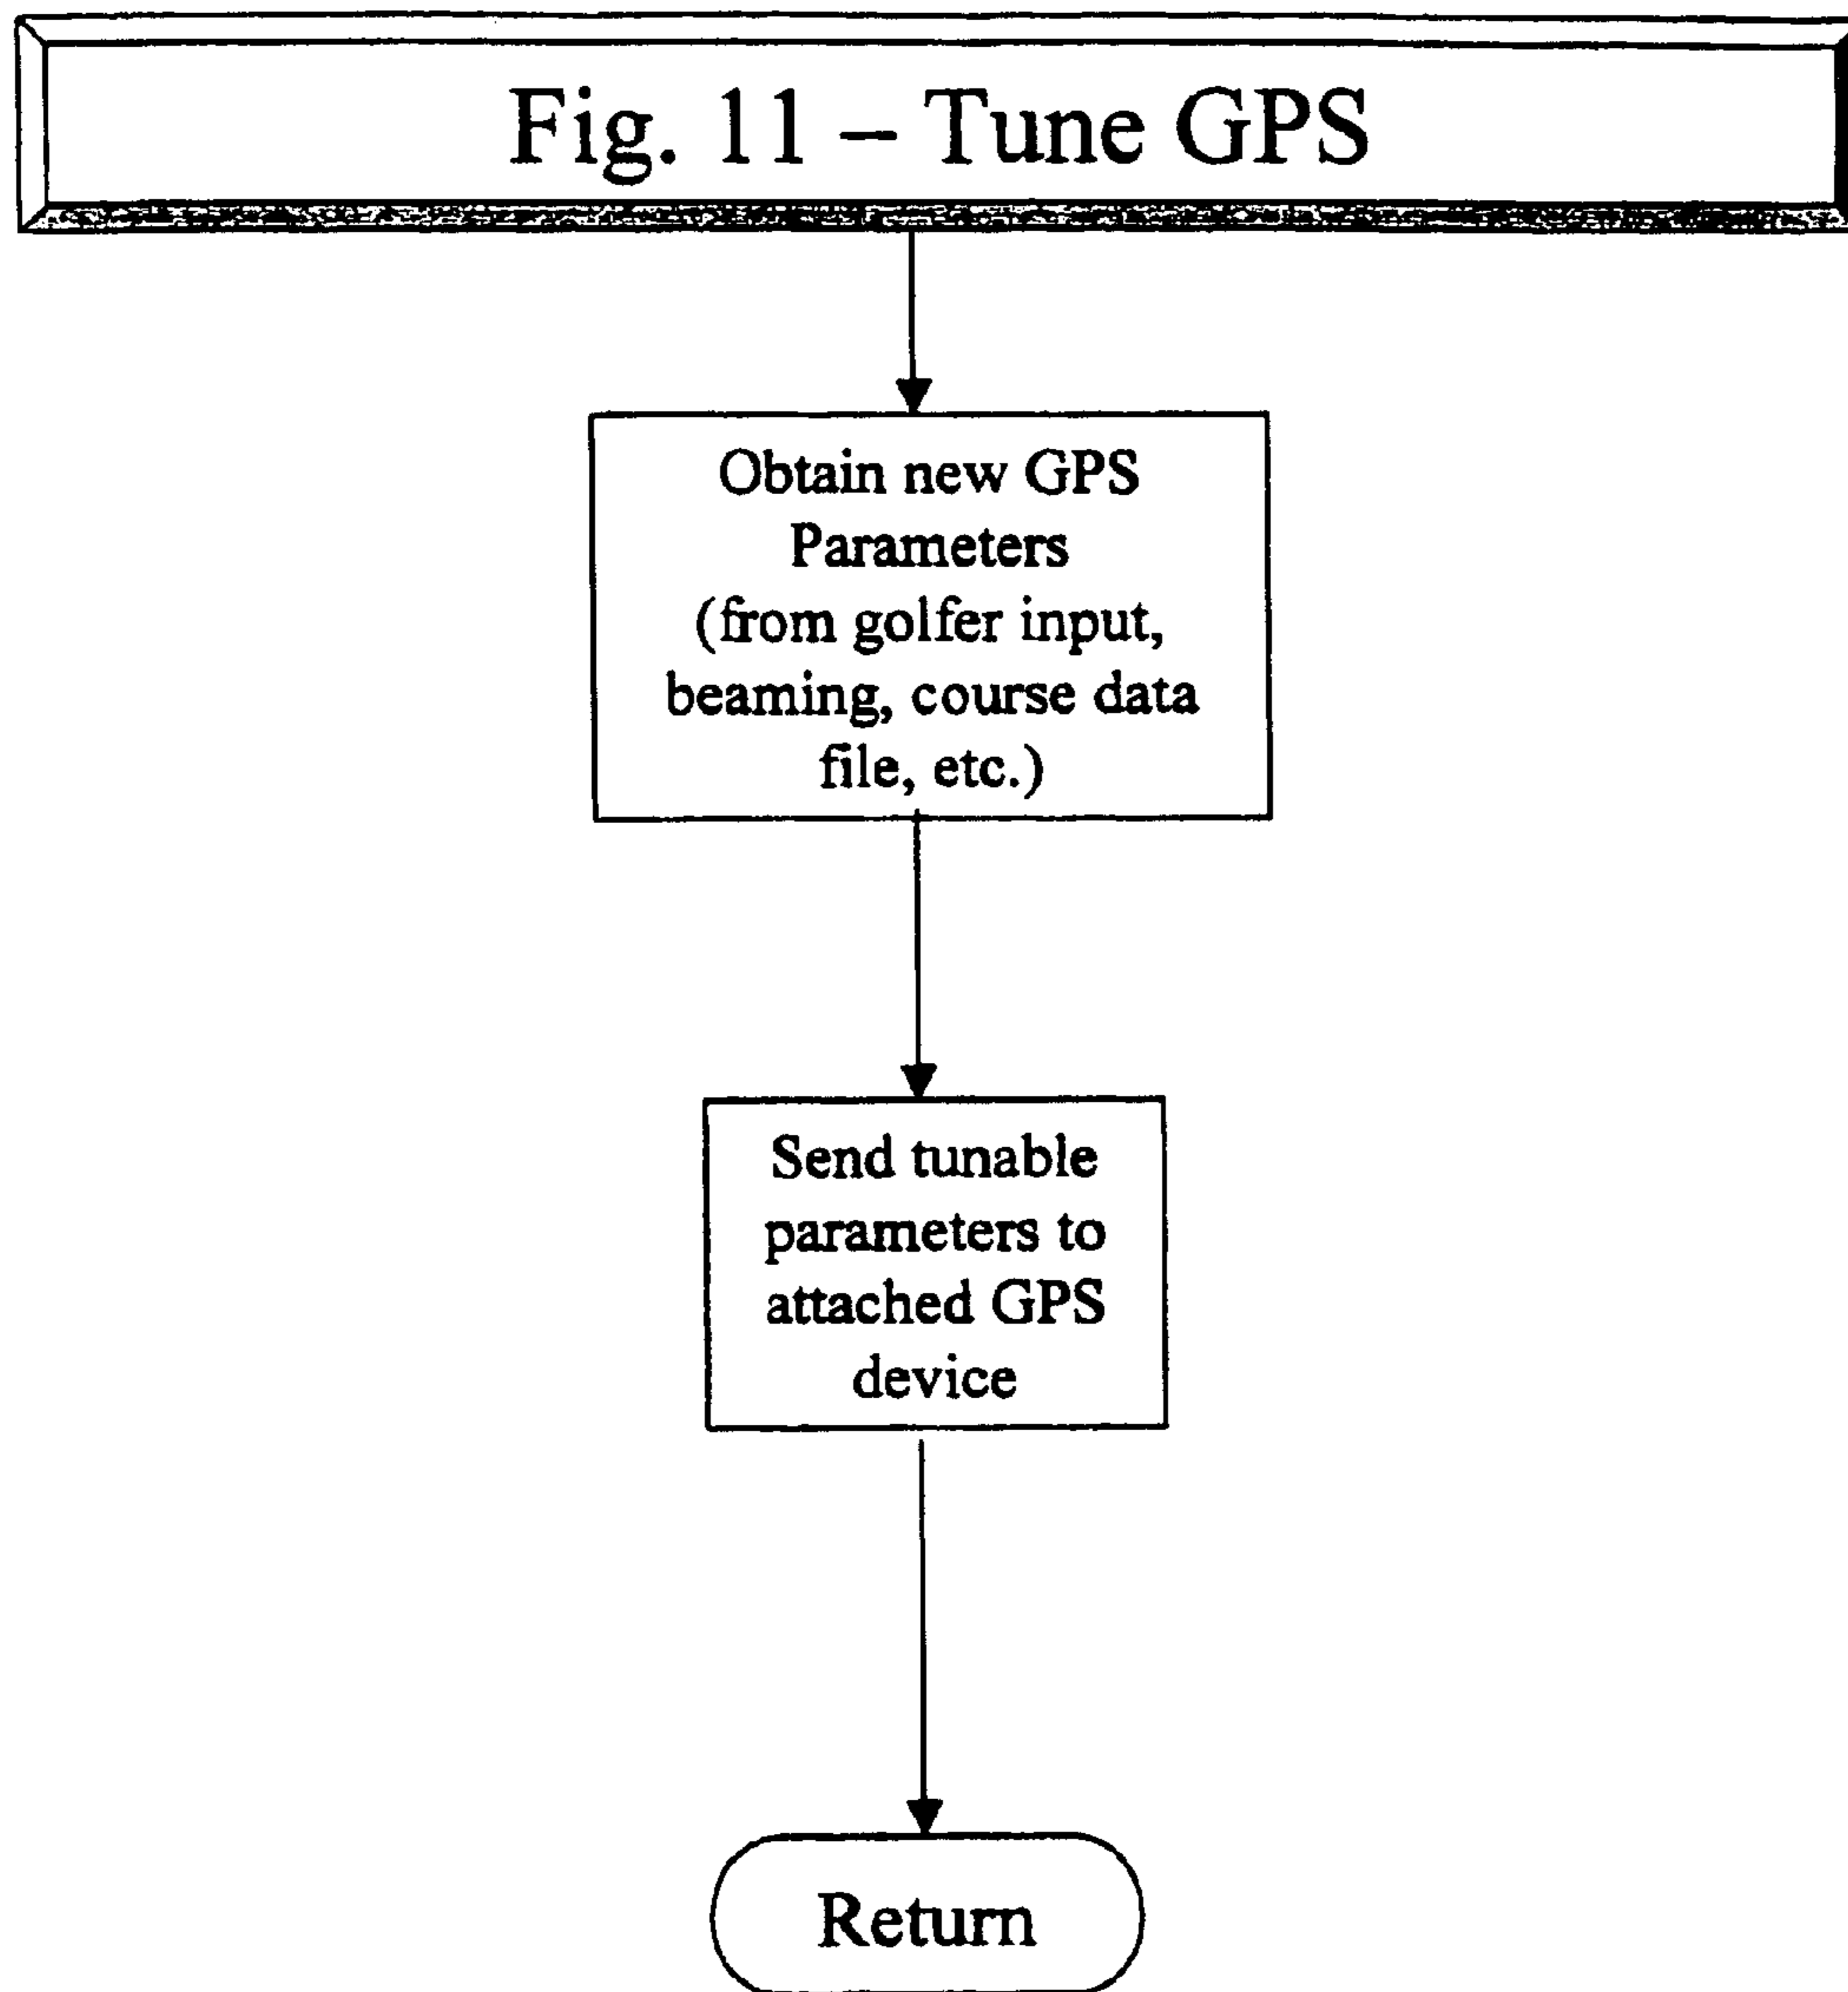 Fig. 11 – Tune GPS
Obtain new GPS
Parameters
(from golfer input,
beaming, course data
file, etc.)
Send tunable
parameters to
attached GPS
device
Return